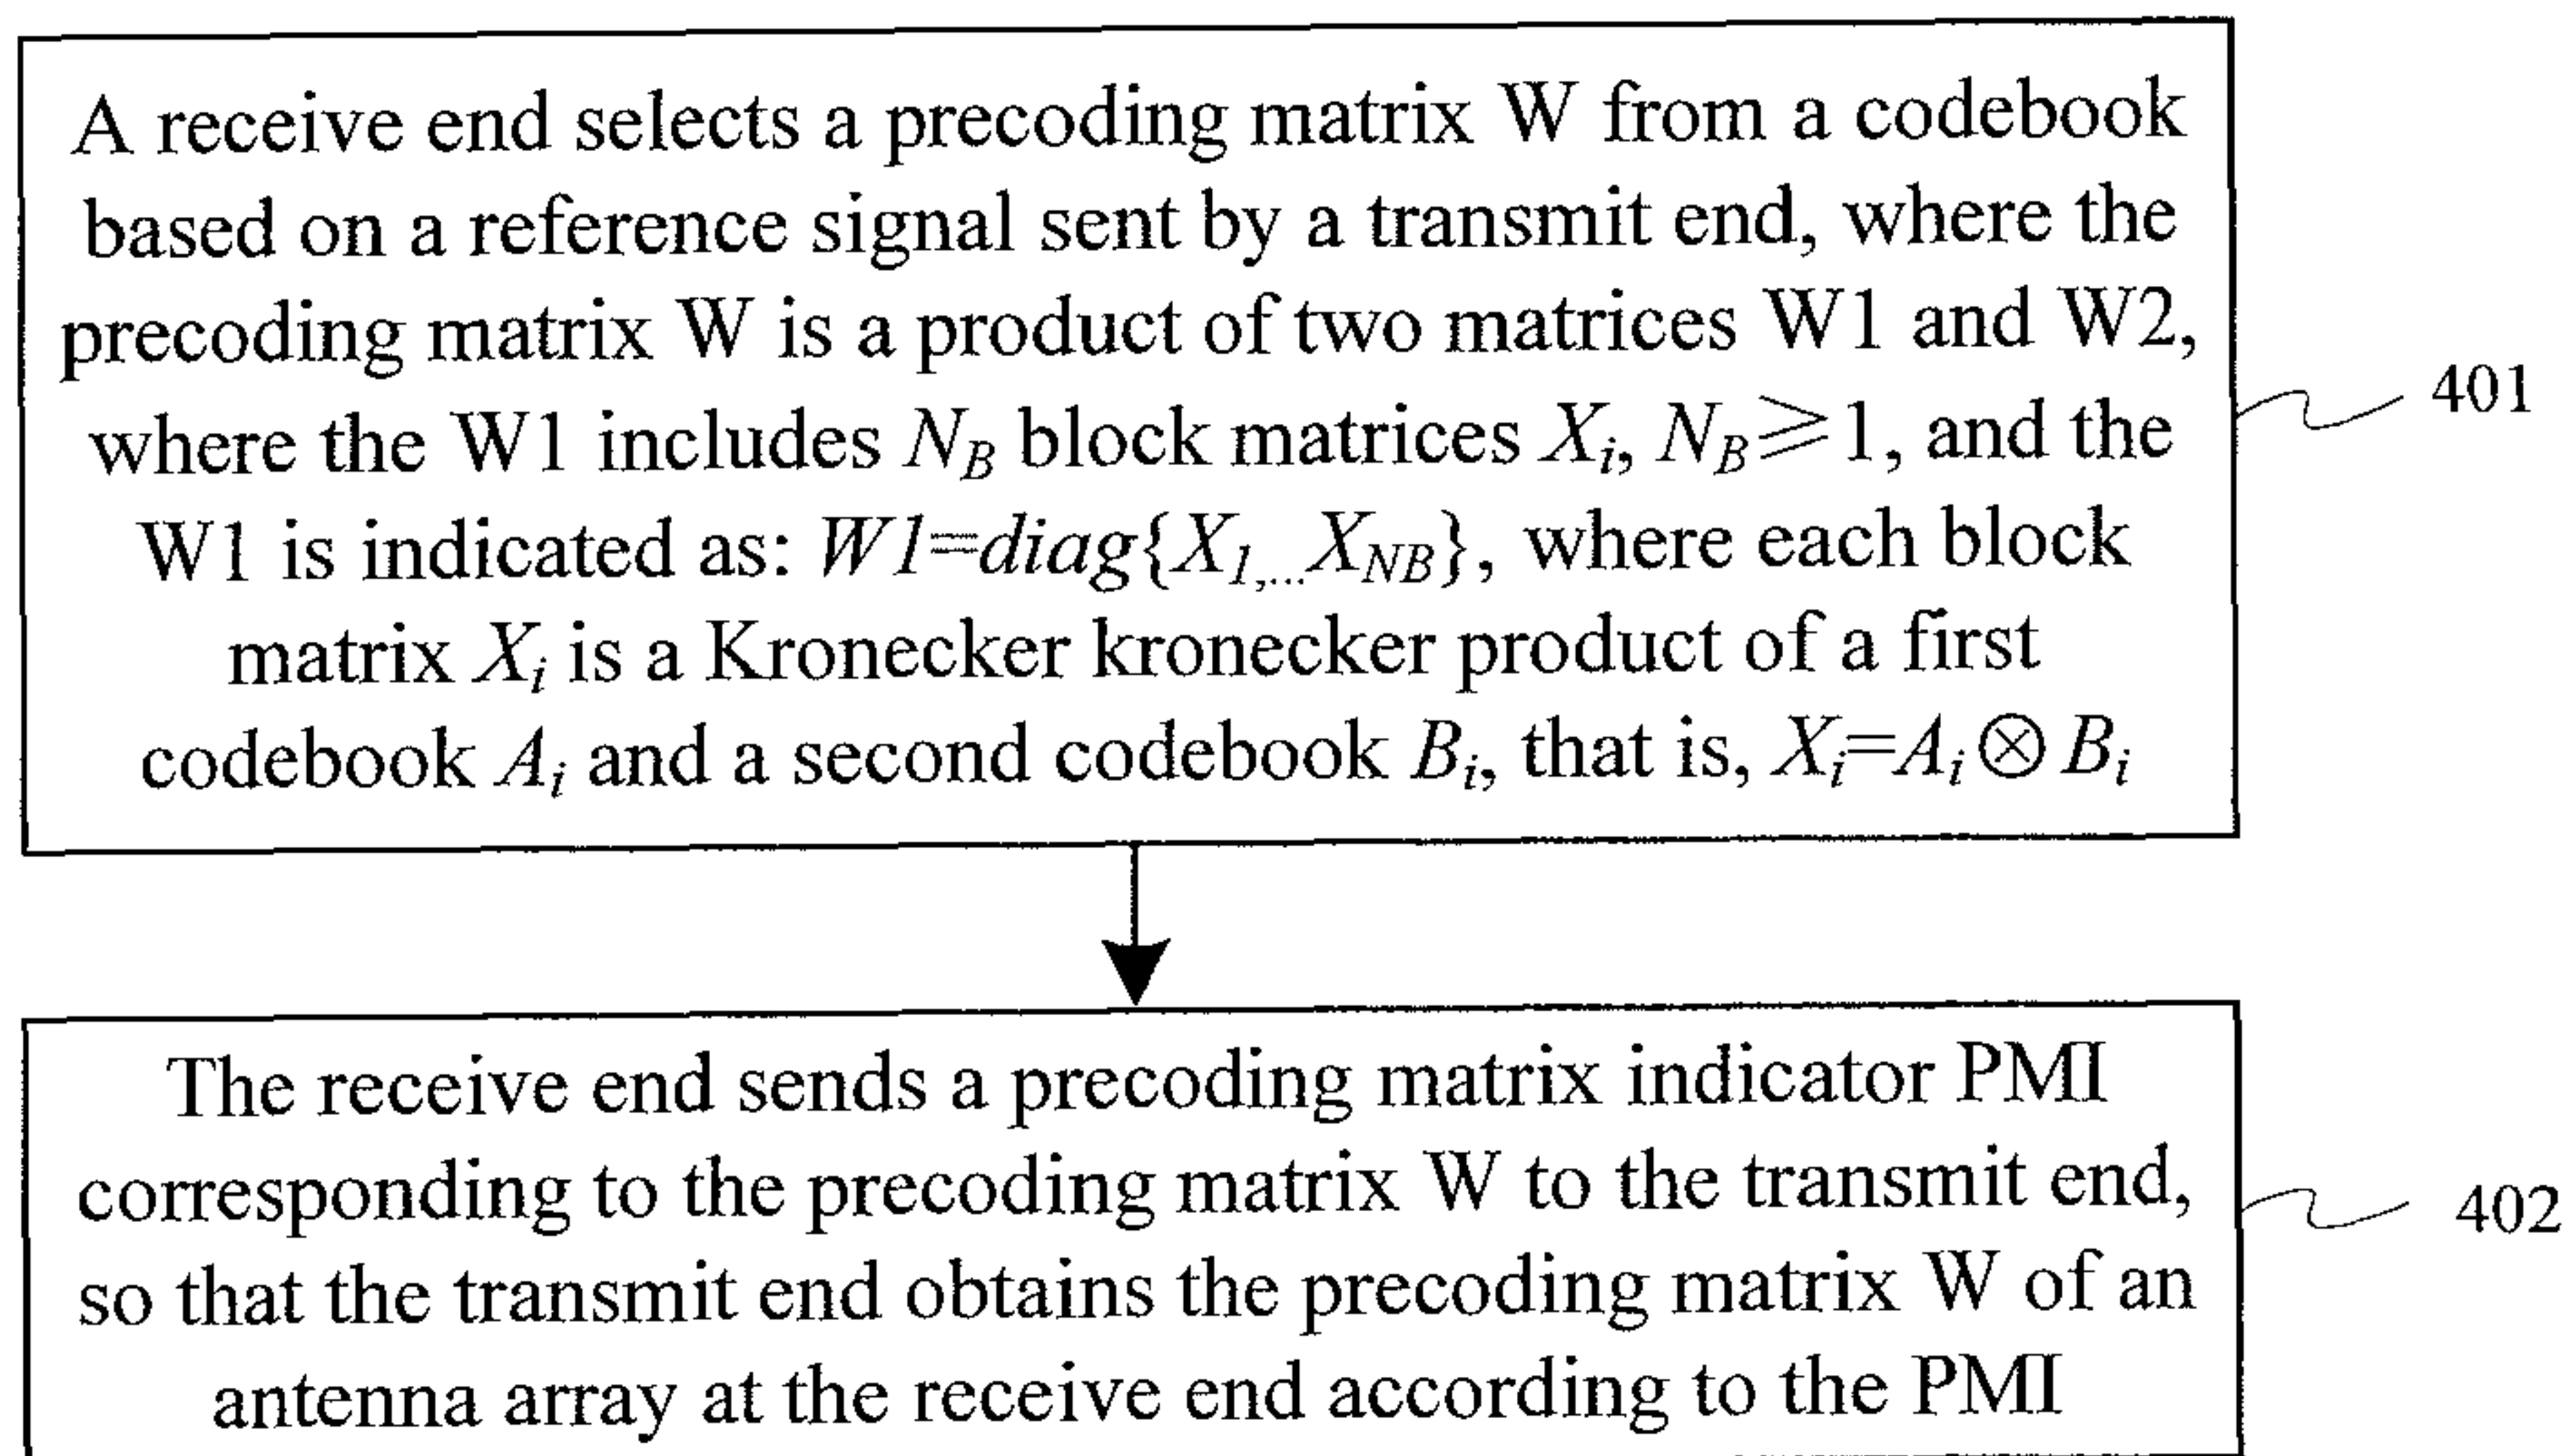 A receive end selects a precoding matrix W from a codebook
based on a reference signal sent by a transmit end, where the
precoding matrix W is a product of two matrices W1 and W2,
where the W1 includes N_B block matrices X_i, N_B⩾1, and the
W1 is indicated as: W1=diag{X_1,...X_NB}, where each block
matrix X_i is a Kronecker kronecker product of a first
codebook A_i and a second codebook B_i, that is, X_i=A_i⊗B_i
401
The receive end sends a precoding matrix indicator PMI
corresponding to the precoding matrix W to the transmit end,
so that the transmit end obtains the precoding matrix W of an
antenna array at the receive end according to the PMI
402